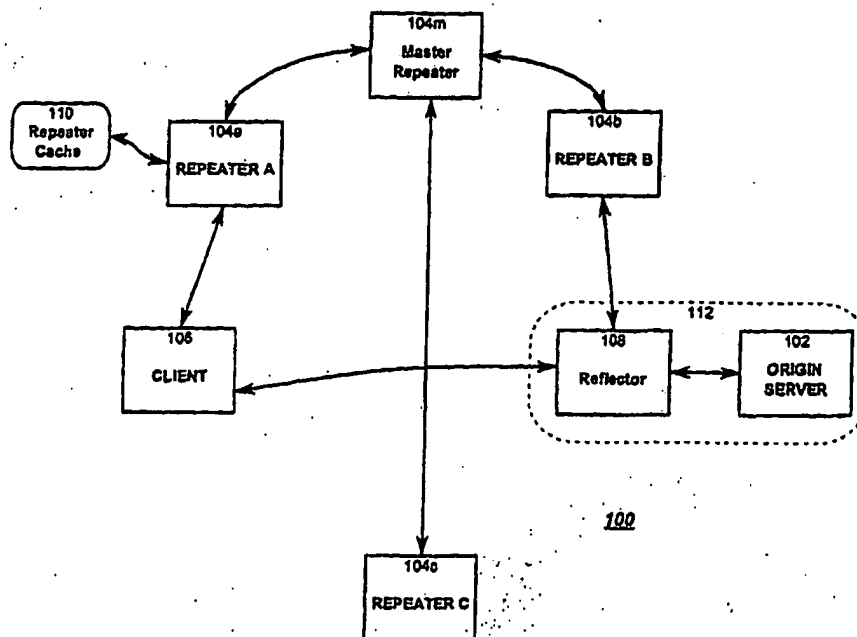 104m
Master
Repeater
110
Repeater
Cache
104a
REPEATER A
104b
REPEATER B
112
106
CLIENT
108
Reflector
102
ORIGIN
SERVER
100
104c
REPEATER C